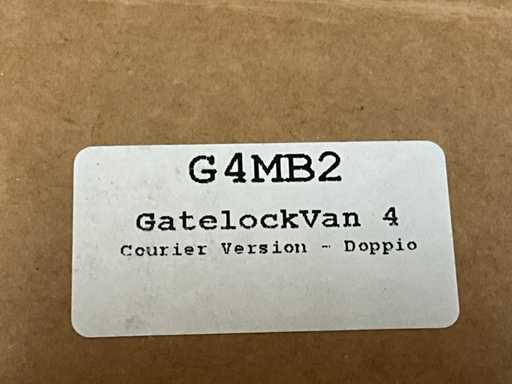 G4MB2
GatelockVan 4
Courier Version - Doppio